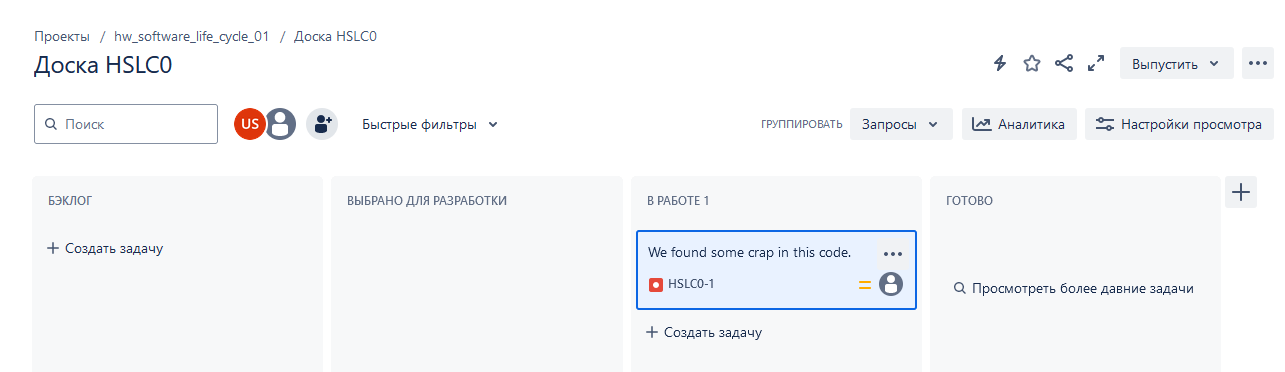 Проекты / hw_software_life_cycle_01 / Доска HSLC0
Доска HSLC0
Выпустить
Поиск
US
Быстрые фильтры
ГРУППИРОВАТЬ
Запросы
Аналитика
Настройки просмотра
БЭКЛОГ
ВЫБРАНО ДЛЯ РАЗРАБОТКИ
В РАБОТЕ 1
ГОТОВО
Создать задачу
We found some crap in this code.
HSLC0-1
Просмотреть более давние задачи
Создать задачу